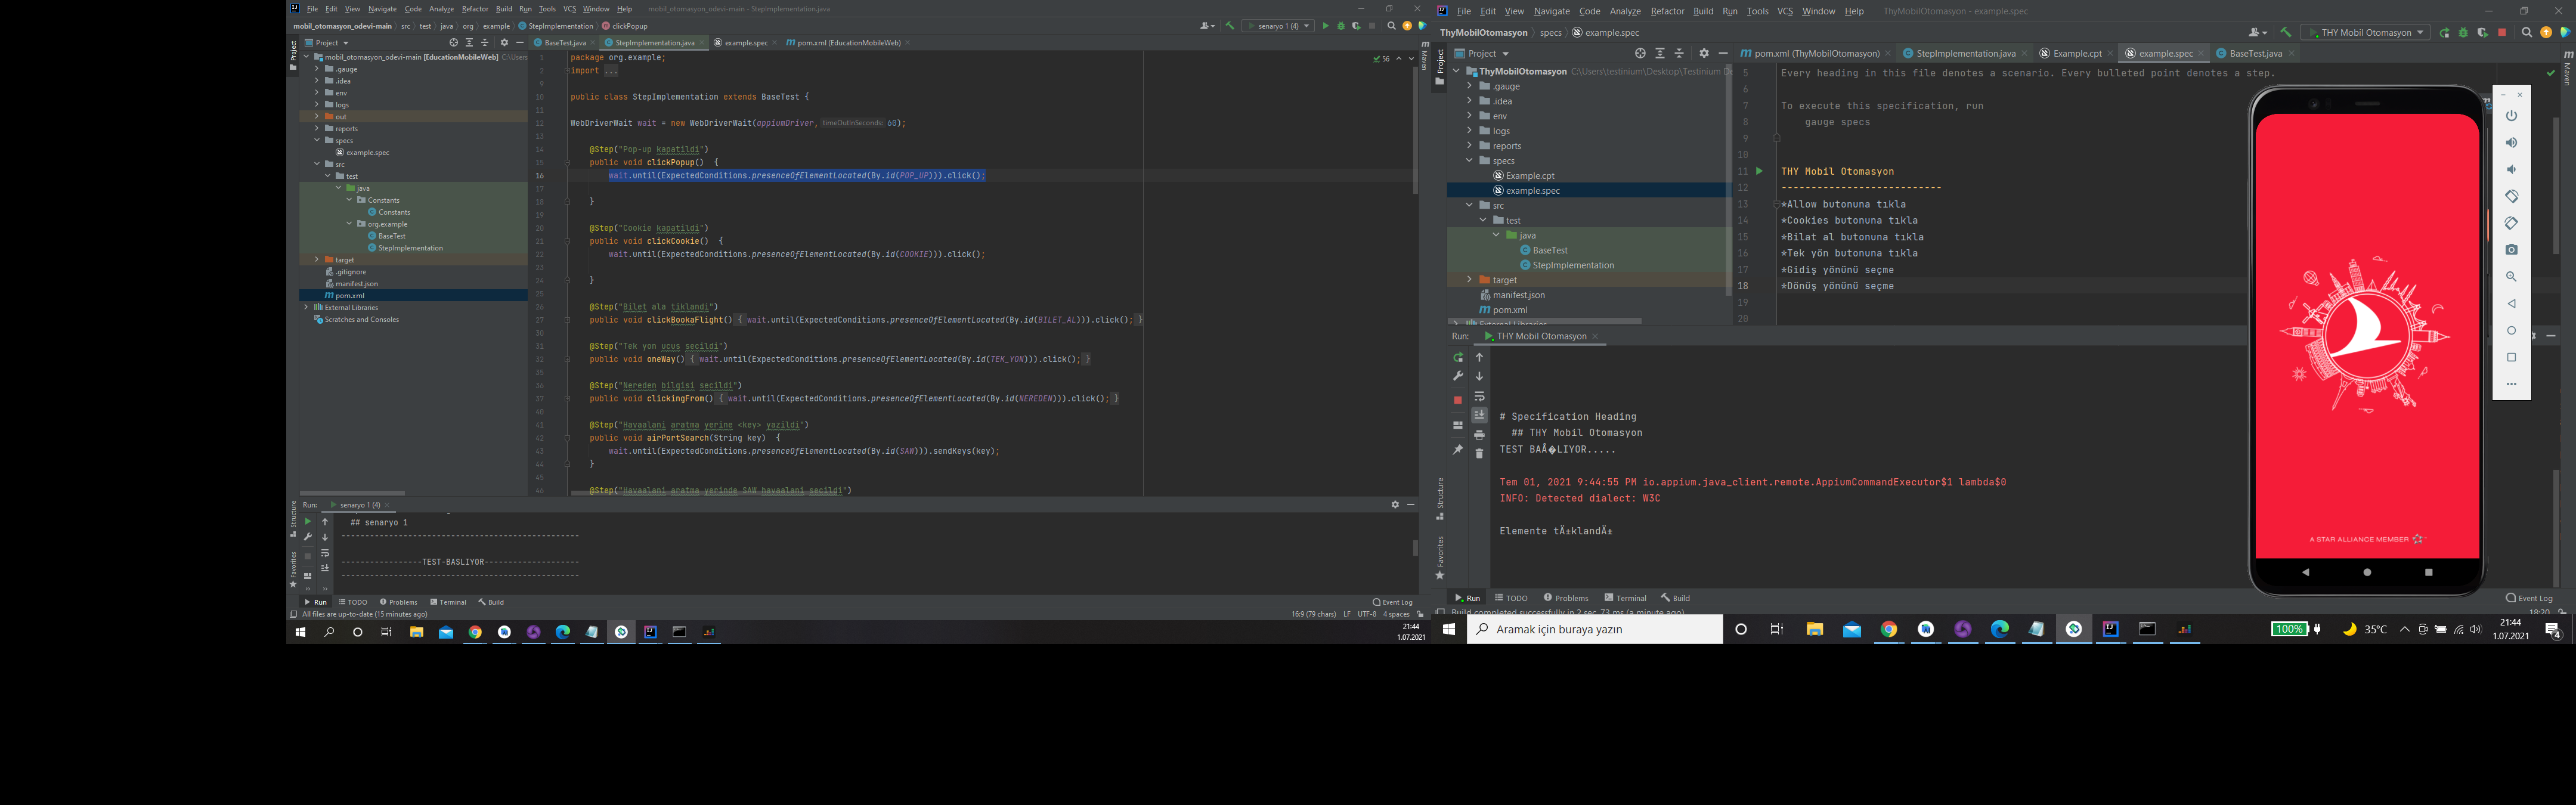 File Edit View Navigate Code Analyze Refactor Build Run Tools VCS Window Help mobil_otomasyon_odevi-main - StepImplementation.java
mobil_otomasyon_odevi-main src test java org example StepImplementation clickPopup senaryo 1 (4)
Project
BaseTest.java StepImplementation.java example.spec pom.xml (EducationMobileWeb)
mobil_otomasyon_odevi-main [EducationMobileWeb] C:\Users
.gauge
.idea
env
logs
out
reports
specs
example.spec
src
test
java
Constants
Constants
org.example
BaseTest
StepImplementation
target
.gitignore
manifest.json
pom.xml
External Libraries
Scratches and Consoles
56
1 package org.example;
2 import ...
9
10 public class StepImplementation extends BaseTest {
11
12 WebDriverWait wait = new WebDriverWait(appiumDriver, timeOutInSeconds: 60);
13
14 @Step("Pop-up kapatildi")
15 public void clickPopup() {
16 wait.until(ExpectedConditions.presenceOfElementLocated(By.id(POP_UP))).click();
17
18 }
19
20 @Step("Cookie kapatildi")
21 public void clickCookie() {
22 wait.until(ExpectedConditions.presenceOfElementLocated(By.id(COOKIE))).click();
23
24 }
25
26 @Step("Bilet ala tiklandi")
27 public void clickBookaFlight() { wait.until(ExpectedConditions.presenceOfElementLocated(By.id(BILET_AL))).click(); }
30
31 @Step("Tek yon ucus secildi")
32 public void oneWay() { wait.until(ExpectedConditions.presenceOfElementLocated(By.id(TEK_YON))).click(); }
35
36 @Step("Nereden bilgisi secildi")
37 public void clickingFrom() { wait.until(ExpectedConditions.presenceOfElementLocated(By.id(NEREDEN))).click(); }
40
41 @Step("Havaalani aratma yerine <key> yazildi")
42 public void airPortSearch(String key) {
43 wait.until(ExpectedConditions.presenceOfElementLocated(By.id(SAW))).sendKeys(key);
44 }
45
46 @Step("Havaalani aratma yerinde SAW havaalani secildi")
Run: senaryo 1 (4)
## senaryo 1
-------------------------------------------------
-----------------TEST-BASLIYOR--------------------
-------------------------------------------------
Run TODO Problems Terminal Build Event Log
All files are up-to-date (15 minutes ago) 16:9 (79 chars) LF UTF-8 4 spaces
Project
Structure
Favorites
Maven
21:44
1.07.2021
File Edit View Navigate Code Analyze Refactor Build Run Tools VCS Window Help ThyMobilOtomasyon - example.spec
ThyMobilOtomasyon specs example.spec THY Mobil Otomasyon
Project
pom.xml (ThyMobilOtomasyon) StepImplementation.java Example.cpt example.spec BaseTest.java
ThyMobilOtomasyon C:\Users\testinium\Desktop\Testinium De
.gauge
.idea
env
logs
reports
specs
Example.cpt
example.spec
src
test
java
BaseTest
StepImplementation
target
manifest.json
pom.xml
External Libraries
5 Every heading in this file denotes a scenario. Every bulleted point denotes a step.
6
7 To execute this specification, run
8 gauge specs
9
10
11 THY Mobil Otomasyon
12 ---------------------------
13 *Allow butonuna tıkla
14 *Cookies butonuna tıkla
15 *Bilat al butonuna tıkla
16 *Tek yön butonuna tıkla
17 *Gidiş yönünü seçme
18 *Dönüş yönünü seçme
19
20
Run: THY Mobil Otomasyon
# Specification Heading
## THY Mobil Otomasyon
TEST BAÅ�LIYOR.....
Tem 01, 2021 9:44:55 PM io.appium.java_client.remote.AppiumCommandExecutor$1 lambda$0
INFO: Detected dialect: W3C
Elemente tÄ±klandÄ±
A STAR ALLIANCE MEMBER
Run TODO Problems Terminal Build Event Log
Build completed successfully in 2 sec, 73 ms (a minute ago) 18:20
Project
Structure
Favorites
Maven
Aramak için buraya yazın
100% 35°C
21:44
1.07.2021
4